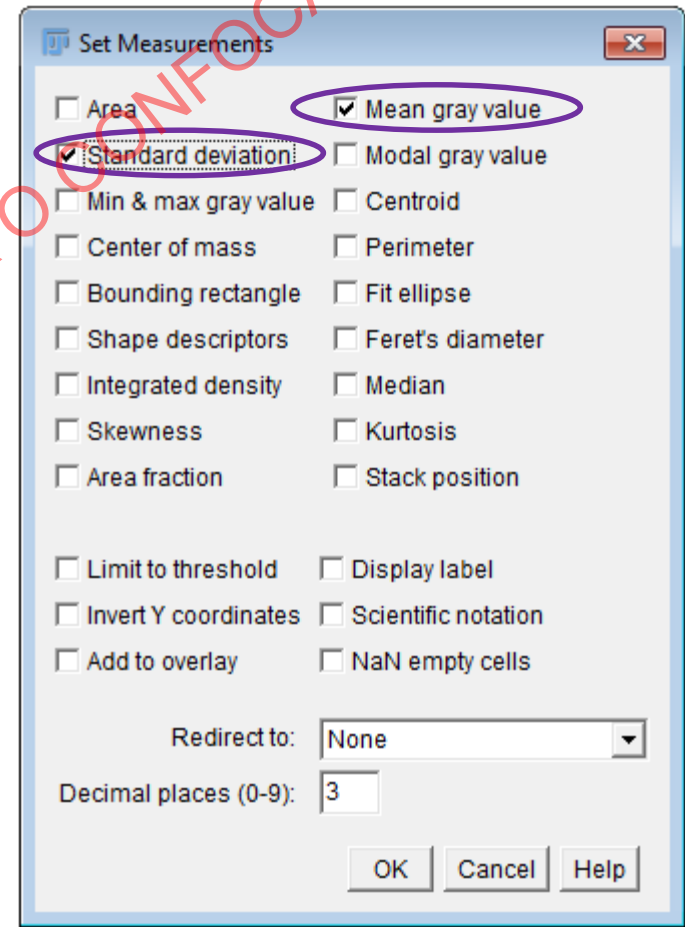 Set Measurements
Area Mean gray value
Standard deviation Modal gray value
Min & max gray value Centroid
Center of mass Perimeter
Bounding rectangle Fit ellipse
Shape descriptors Feret's diameter
Integrated density Median
Skewness Kurtosis
Area fraction Stack position
Limit to threshold Display label
Invert Y coordinates Scientific notation
Add to overlay NaN empty cells
Redirect to: None
Decimal places (0-9): 3
OK Cancel Help